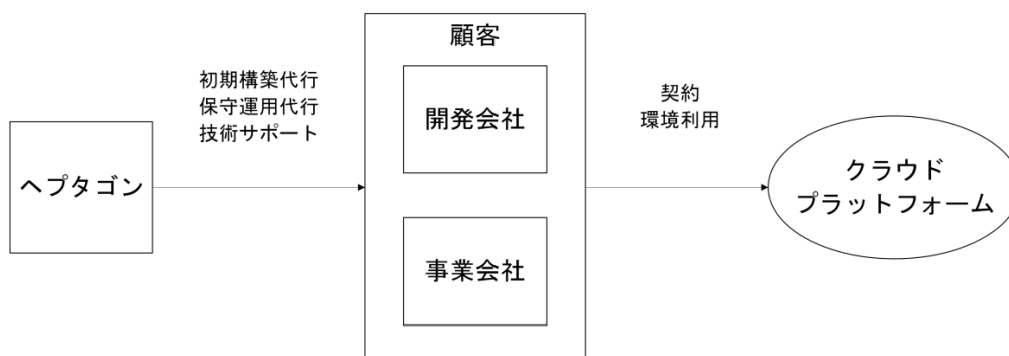 ヘプタゴン
初期構築代行
保守運用代行
技術サポート
顧客
開発会社
事業会社
契約
環境利用
クラウド
プラットフォーム